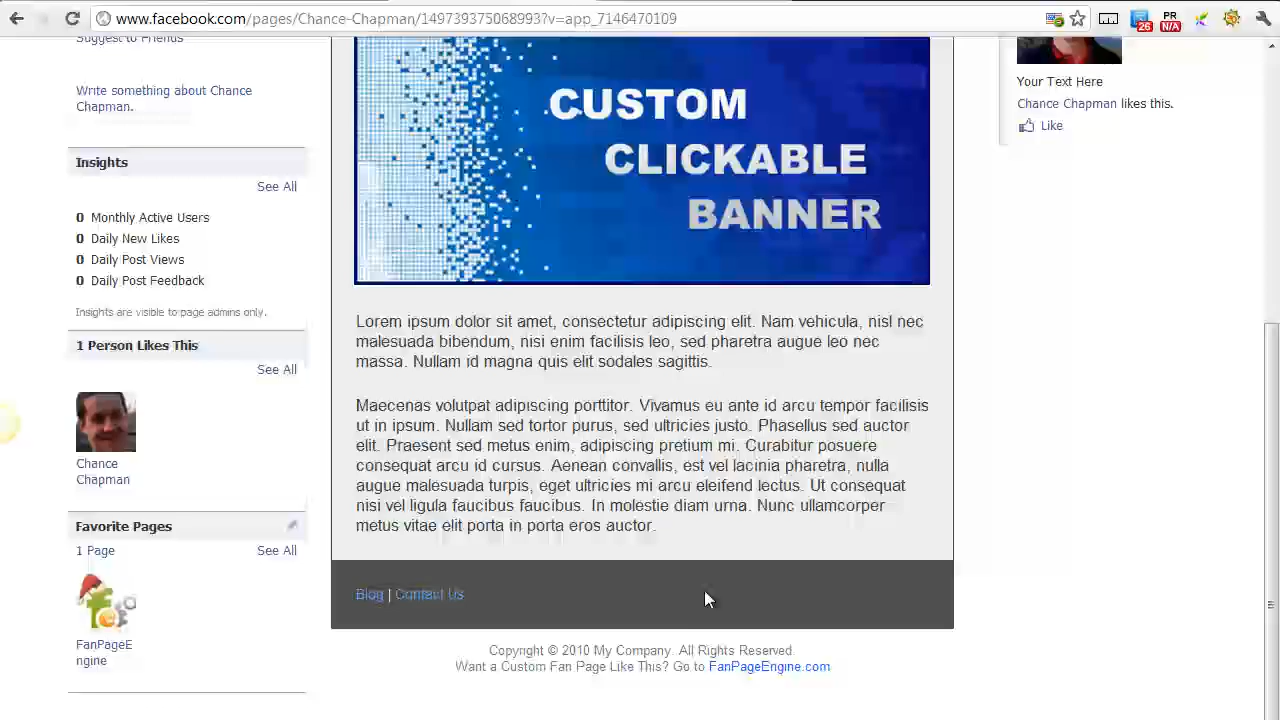 www.facebook.com/pages/Chance-Chapman/149739375068993?v=app_7146470109
PR
26
N/A
Suggest to Friends
Write something about Chance
Chapman.
Insights
See All
0 Monthly Active Users
0 Daily New Likes
0 Daily Post Views
0 Daily Post Feedback
Insights are visible to page admins only.
1 Person Likes This
See All
Chance
Chapman
Favorite Pages
1 Page
See All
FanPageE
ngine
CUSTOM
CLICKABLE
BANNER
Lorem ipsum dolor sit amet, consectetur adipiscing elit. Nam vehicula, nisl nec
malesuada bibendum, nisi enim facilisis leo, sed pharetra augue leo nec
massa. Nullam id magna quis elit sodales sagittis.
Maecenas volutpat adipiscing porttitor. Vivamus eu ante id arcu tempor facilisis
ut in ipsum. Nullam sed tortor purus, sed ultricies justo. Phasellus sed auctor
elit. Praesent sed metus enim, adipiscing pretium mi. Curabitur posuere
consequat arcu id cursus. Aenean convallis, est vel lacinia pharetra, nulla
augue malesuada turpis, eget ultricies mi arcu eleifend lectus. Ut consequat
nisi vel ligula faucibus faucibus. In molestie diam urna. Nunc ullamcorper
metus vitae elit porta in porta eros auctor.
Blog | Contact Us
Copyright © 2010 My Company. All Rights Reserved.
Want a Custom Fan Page Like This? Go to FanPageEngine.com
Your Text Here
Chance Chapman likes this.
Like